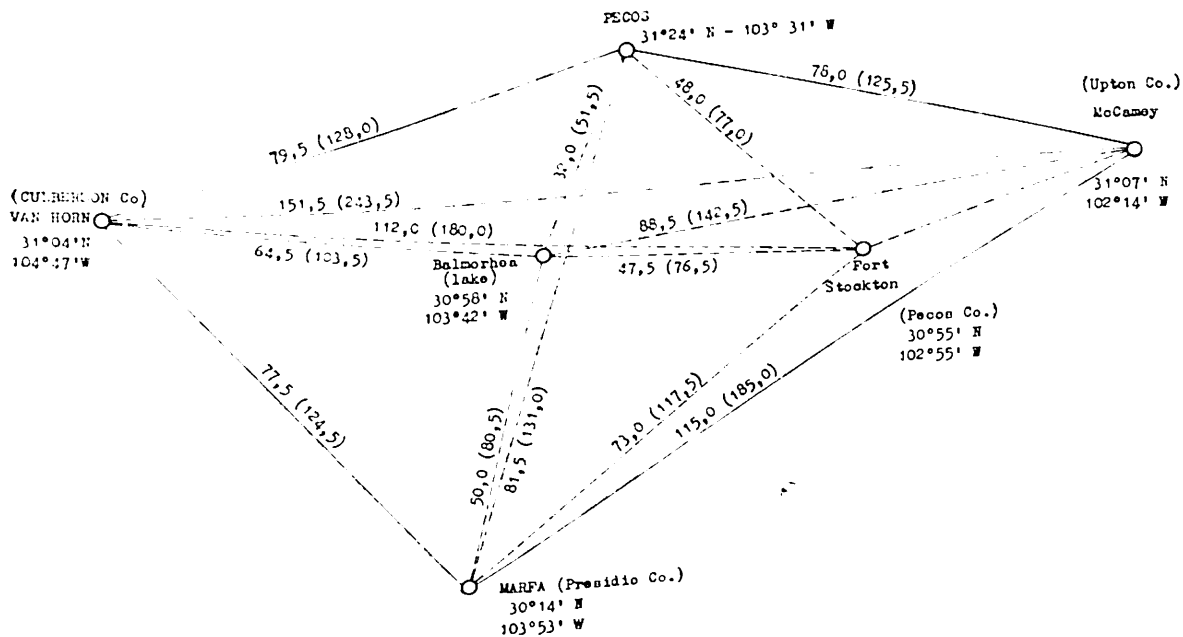 PECOS
31°24' N - 103° 31' W
78,0 (125,5)
(Upton Co.)
McCamey
31°07' N
102°14' W
48,0 (77,0)
(51,5)
79,5 (128,0)
Co)
VAN HORN
31°04'N
104°47'W
151,5 (243,5)
112,0 (180,0)
64,5 (103,5)
88,5 (142,5)
47,5 (76,5)
Balmorhea
(lake)
30°58' N
103°42' W
Fort
Stockton
(Pecos Co.)
30°55' N
102°55' W
77,5 (124,5)
50,0 (80,5)
81,5 (131,0)
73,0 (117,5)
115,0 (185,0)
MARFA (Presidio Co.)
30°14' N
103°53' W